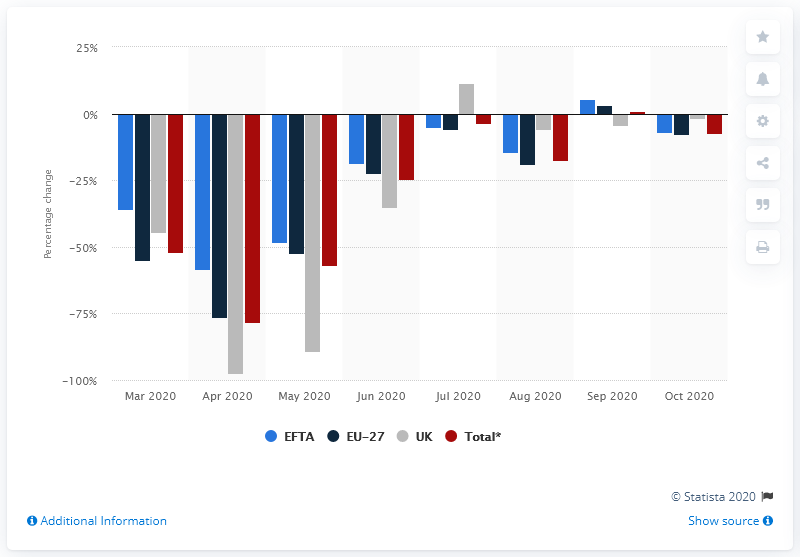 25%
0%
-25%
-50%
-75%
-100%
Percentage change
Mar 2020 Apr 2020 May 2020 Jun 2020 Jul 2020 Aug 2020 Sep 2020 Oct 2020
EFTA EU-27 UK Total*
© Statista 2020
Additional Information Show source